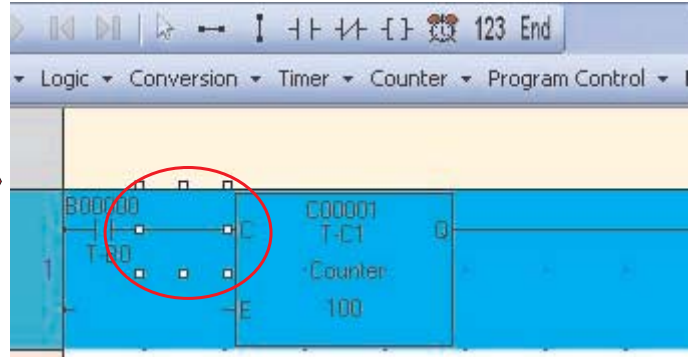 123 End
Logic Conversion Timer Counter Program Control
B00000 C00001
C T-C1 Q
T-B0
1 Counter
E 100